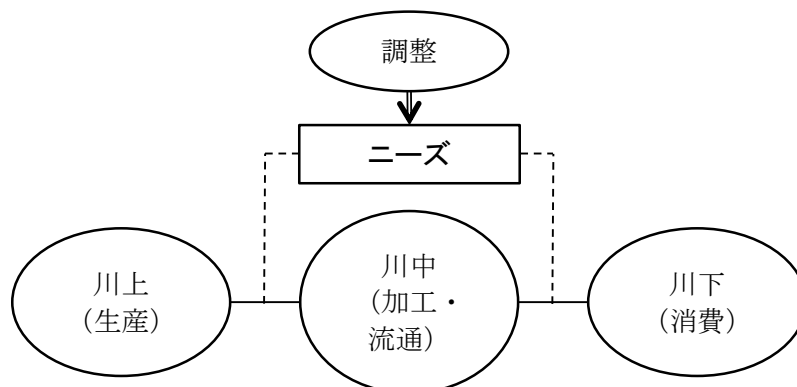 調整
ニーズ
川上
（生産）
川中
（加工・
流通）
川下
（消費）